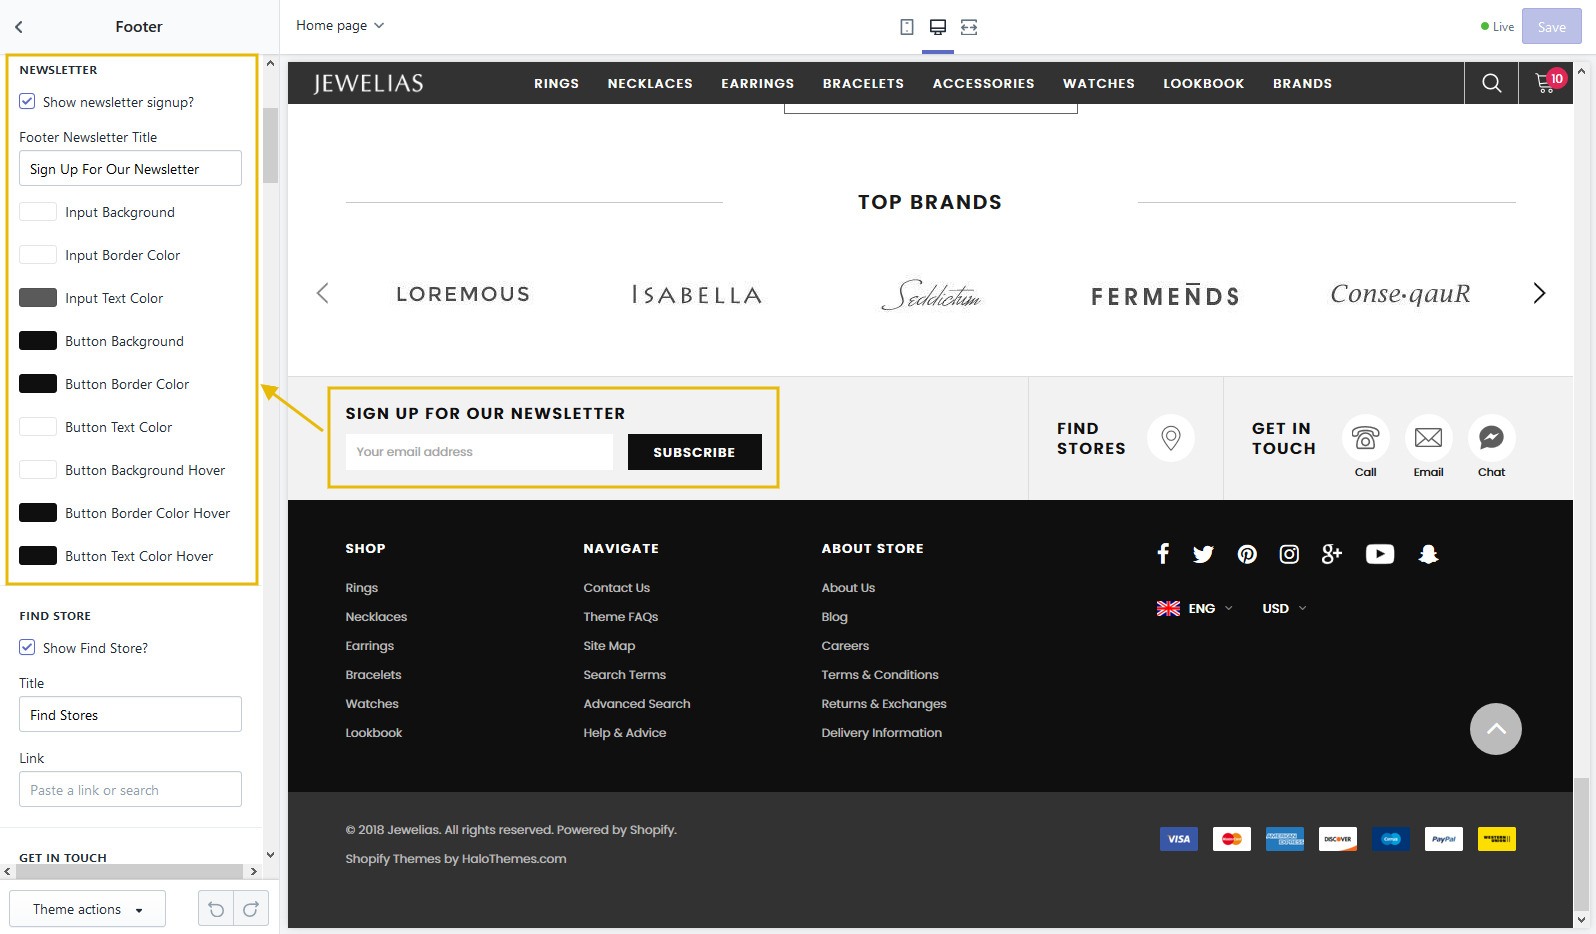 Footer
Home page
Live
Save
NEWSLETTER
Show newsletter signup?
Footer Newsletter Title
Sign Up For Our Newsletter
Input Background
Input Border Color
Input Text Color
Button Background
Button Border Color
Button Text Color
Button Background Hover
Button Border Color Hover
Button Text Color Hover
FIND STORE
Show Find Store?
Title
Find Stores
Link
Paste a link or search
GET IN TOUCH
Theme actions
JEWELIAS
RINGS NECKLACES EARRINGS BRACELETS ACCESSORIES WATCHES LOOKBOOK BRANDS
10
TOP BRANDS
LOREMOUS
ISABELLA
Seddictum
FERMEÑDS
Conse·qauR
SIGN UP FOR OUR NEWSLETTER
Your email address
SUBSCRIBE
FIND
STORES
GET IN
TOUCH
Call
Email
Chat
SHOP
Rings
Necklaces
Earrings
Bracelets
Watches
Lookbook
NAVIGATE
Contact Us
Theme FAQs
Site Map
Search Terms
Advanced Search
Help & Advice
ABOUT STORE
About Us
Blog
Careers
Terms & Conditions
Returns & Exchanges
Delivery Information
ENG
USD
© 2018 Jewelias. All rights reserved. Powered by Shopify.
Shopify Themes by HaloThemes.com
VISA
MasterCard
AMERICAN
EXPRESS
DISCOVER
Cirrus
PayPal
WESTERN
UNION